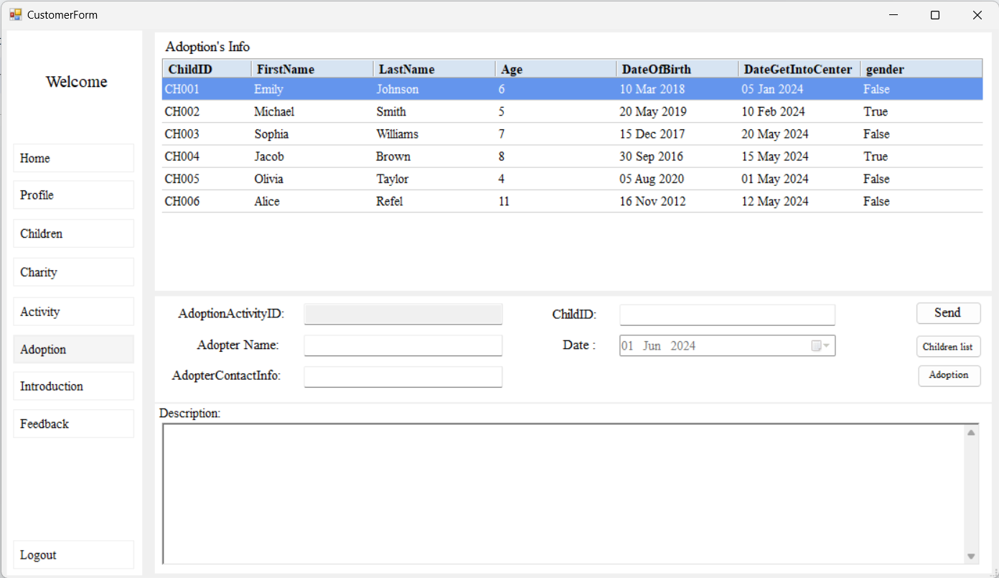 CustomerForm
Welcome
Home
Profile
Children
Charity
Activity
Adoption
Introduction
Feedback
Logout
Adoption's Info
ChildID FirstName LastName Age DateOfBirth DateGetIntoCenter gender
CH001 Emily Johnson 6 10 Mar 2018 05 Jan 2024 False
CH002 Michael Smith 5 20 May 2019 10 Feb 2024 True
CH003 Sophia Williams 7 15 Dec 2017 20 May 2024 False
CH004 Jacob Brown 8 30 Sep 2016 15 May 2024 True
CH005 Olivia Taylor 4 05 Aug 2020 01 May 2024 False
CH006 Alice Refel 11 16 Nov 2012 12 May 2024 False
AdoptionActivityID: ChildID: Send
Adopter Name: Date : 01 Jun 2024 Children list
AdopterContactInfo: Adoption
Description: